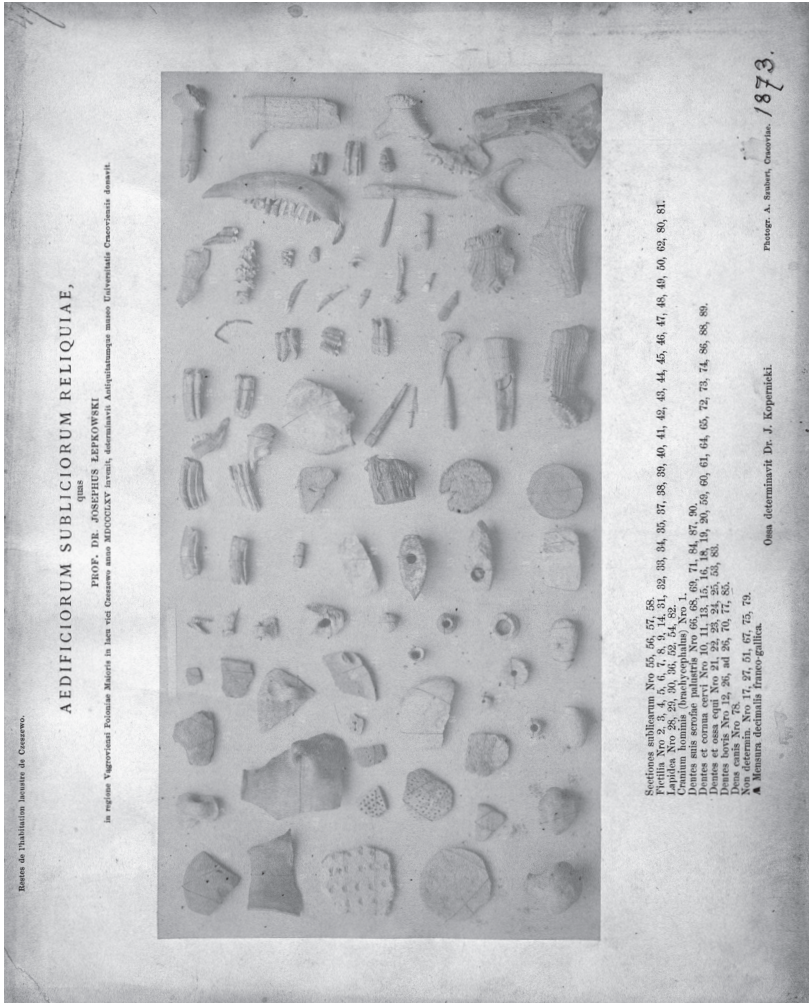 Restes de l'habitation lacustre de Czeszewo.
AEDIFICIORUM SUBLICIORUM RELIQUIAE,
quas
PROF. DR. JOSEPHUS ŁEPKOWSKI
in regione Vągroviensi Poloniae Maioris in lacu vici Czeszewo anno MDCCCLXV invenit, determinavit Antiquitatumque museo Universitatis Cracoviensis donavit.
Sectiones sublicarum Nro 55, 56, 57, 58.
Fictilia Nro 2, 3, 4, 5, 6, 7, 8, 9, 14, 31, 32, 33, 34, 35, 37, 38, 39, 40, 41, 42, 43, 44, 45, 46, 47, 48, 49, 50, 62, 80, 81.
Lapidea Nro 28, 29, 30, 36, 52, 54, 82.
Cranium hominis (brachycephalus) Nro 1.
Dentes suis scrofae palustris Nro 66, 68, 69, 71, 84, 87, 90.
Dentes et cornua cervi Nro 10, 11, 13, 15, 16, 18, 19, 20, 59, 60, 61, 64, 65, 72, 73, 74, 86, 88, 89.
Dentes et ossa equi Nro 21, 22, 23, 24, 25, 53, 83.
Dentes bovis Nro 12, 26, ad 26, 70, 77, 85.
Dens canis Nro 78.
Non determin. Nro 17, 27, 51, 67, 75, 79.
▲ Mensura decimalis franco-gallica.
Ossa determinavit Dr. J. Kopernicki.
Photogr. A. Szubert, Cracoviae. 1873.